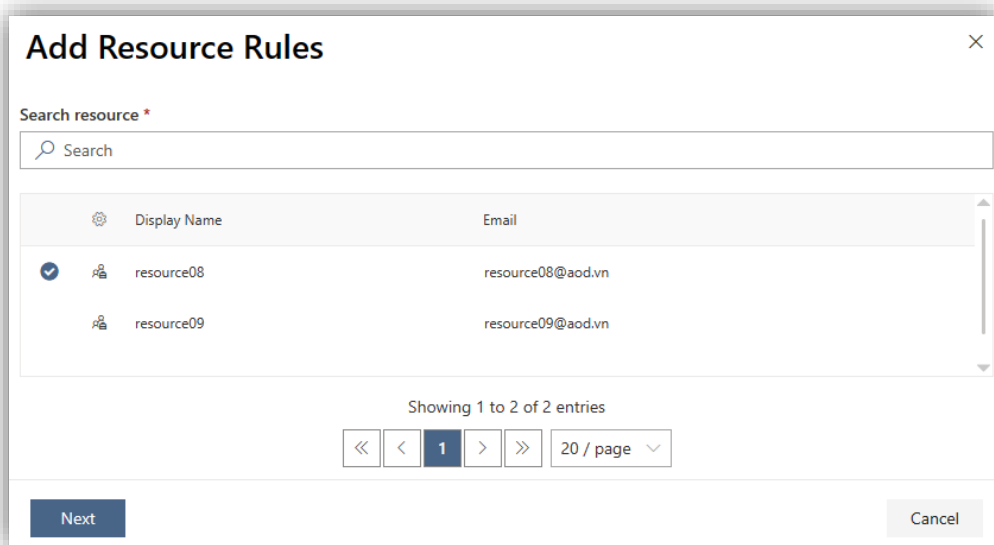 Add Resource Rules
Search resource *
Search
Display Name Email
resource08 resource08@aod.vn
resource09 resource09@aod.vn
Showing 1 to 2 of 2 entries
1 20 / page
Next Cancel